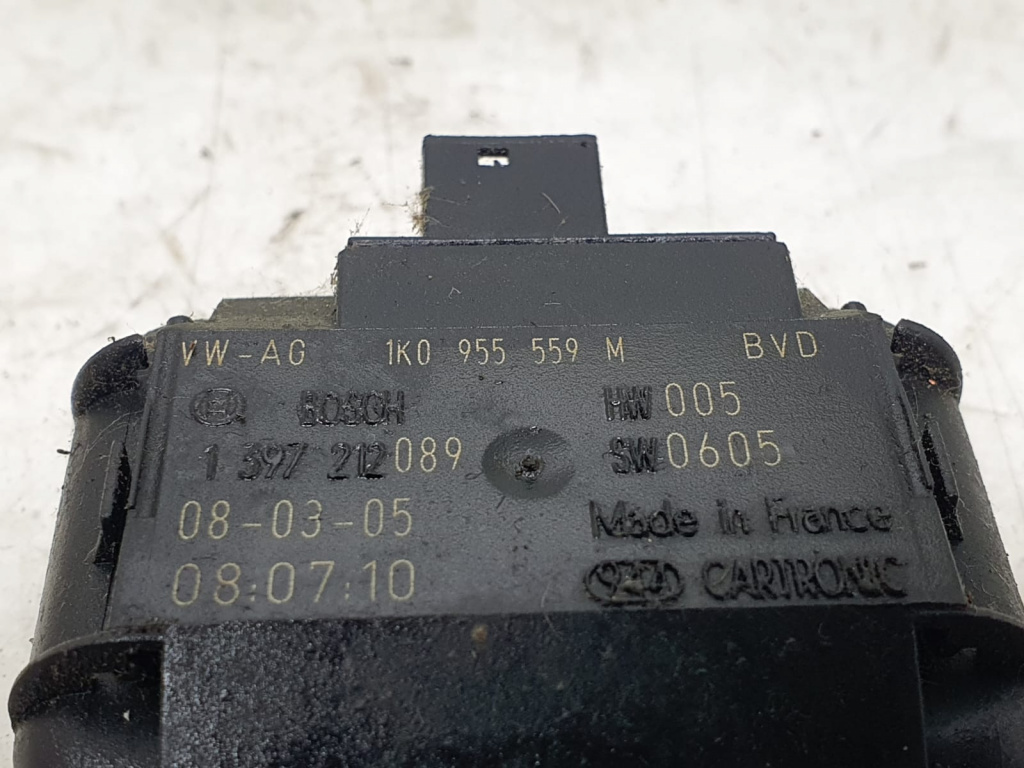 VW-AG 1K0 955 559 M BVD
BOSCH HW 005
1 397 212 089 SW 0605
08-03-05 Made in France
08:07:10 CARTRONIC